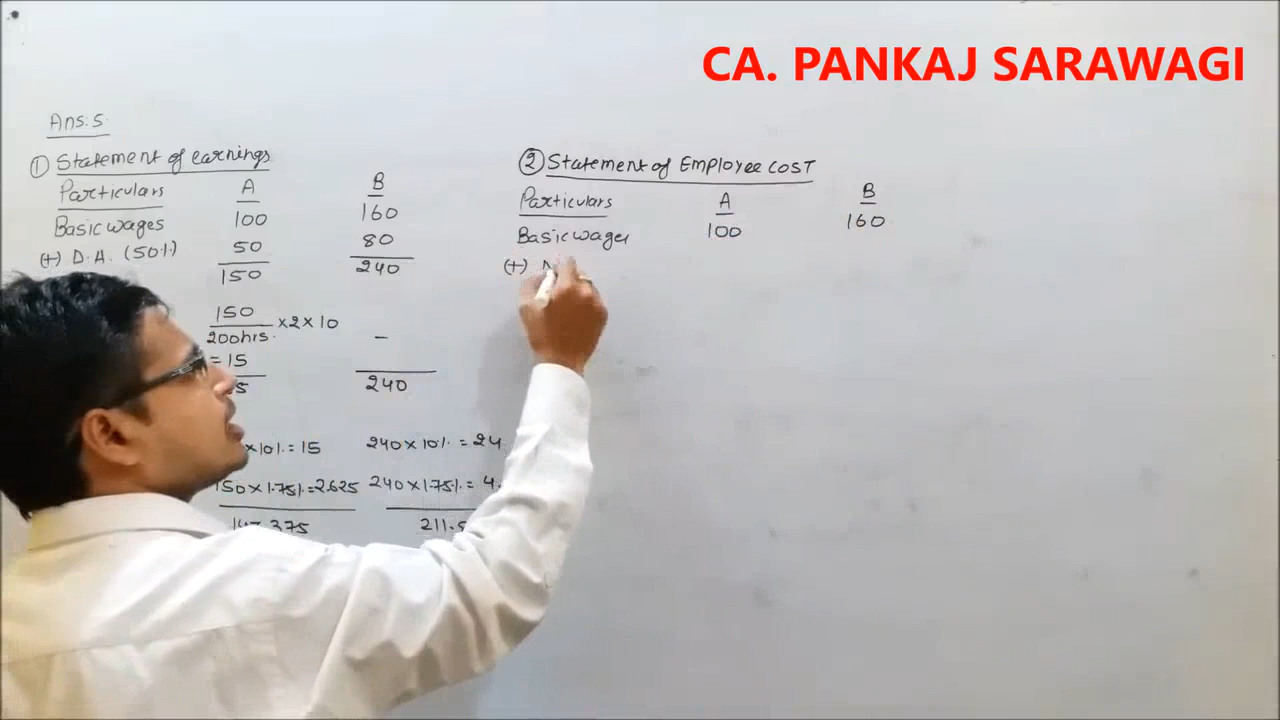 CA. PANKAJ SARAWAGI
Ans.5
① Statement of earnings
Particulars A B
Basic wages 100 160
(+) D.A. (50%) 50 80
150 240
150
200hrs. ×2×10 –
=15
5 240
×10%=15 240×10%=24
150×1.75%=2.625 240×1.75%=4.
.375 211.
② Statement of Employee COST
Particulars A B
Basic wages 100 160
(+)